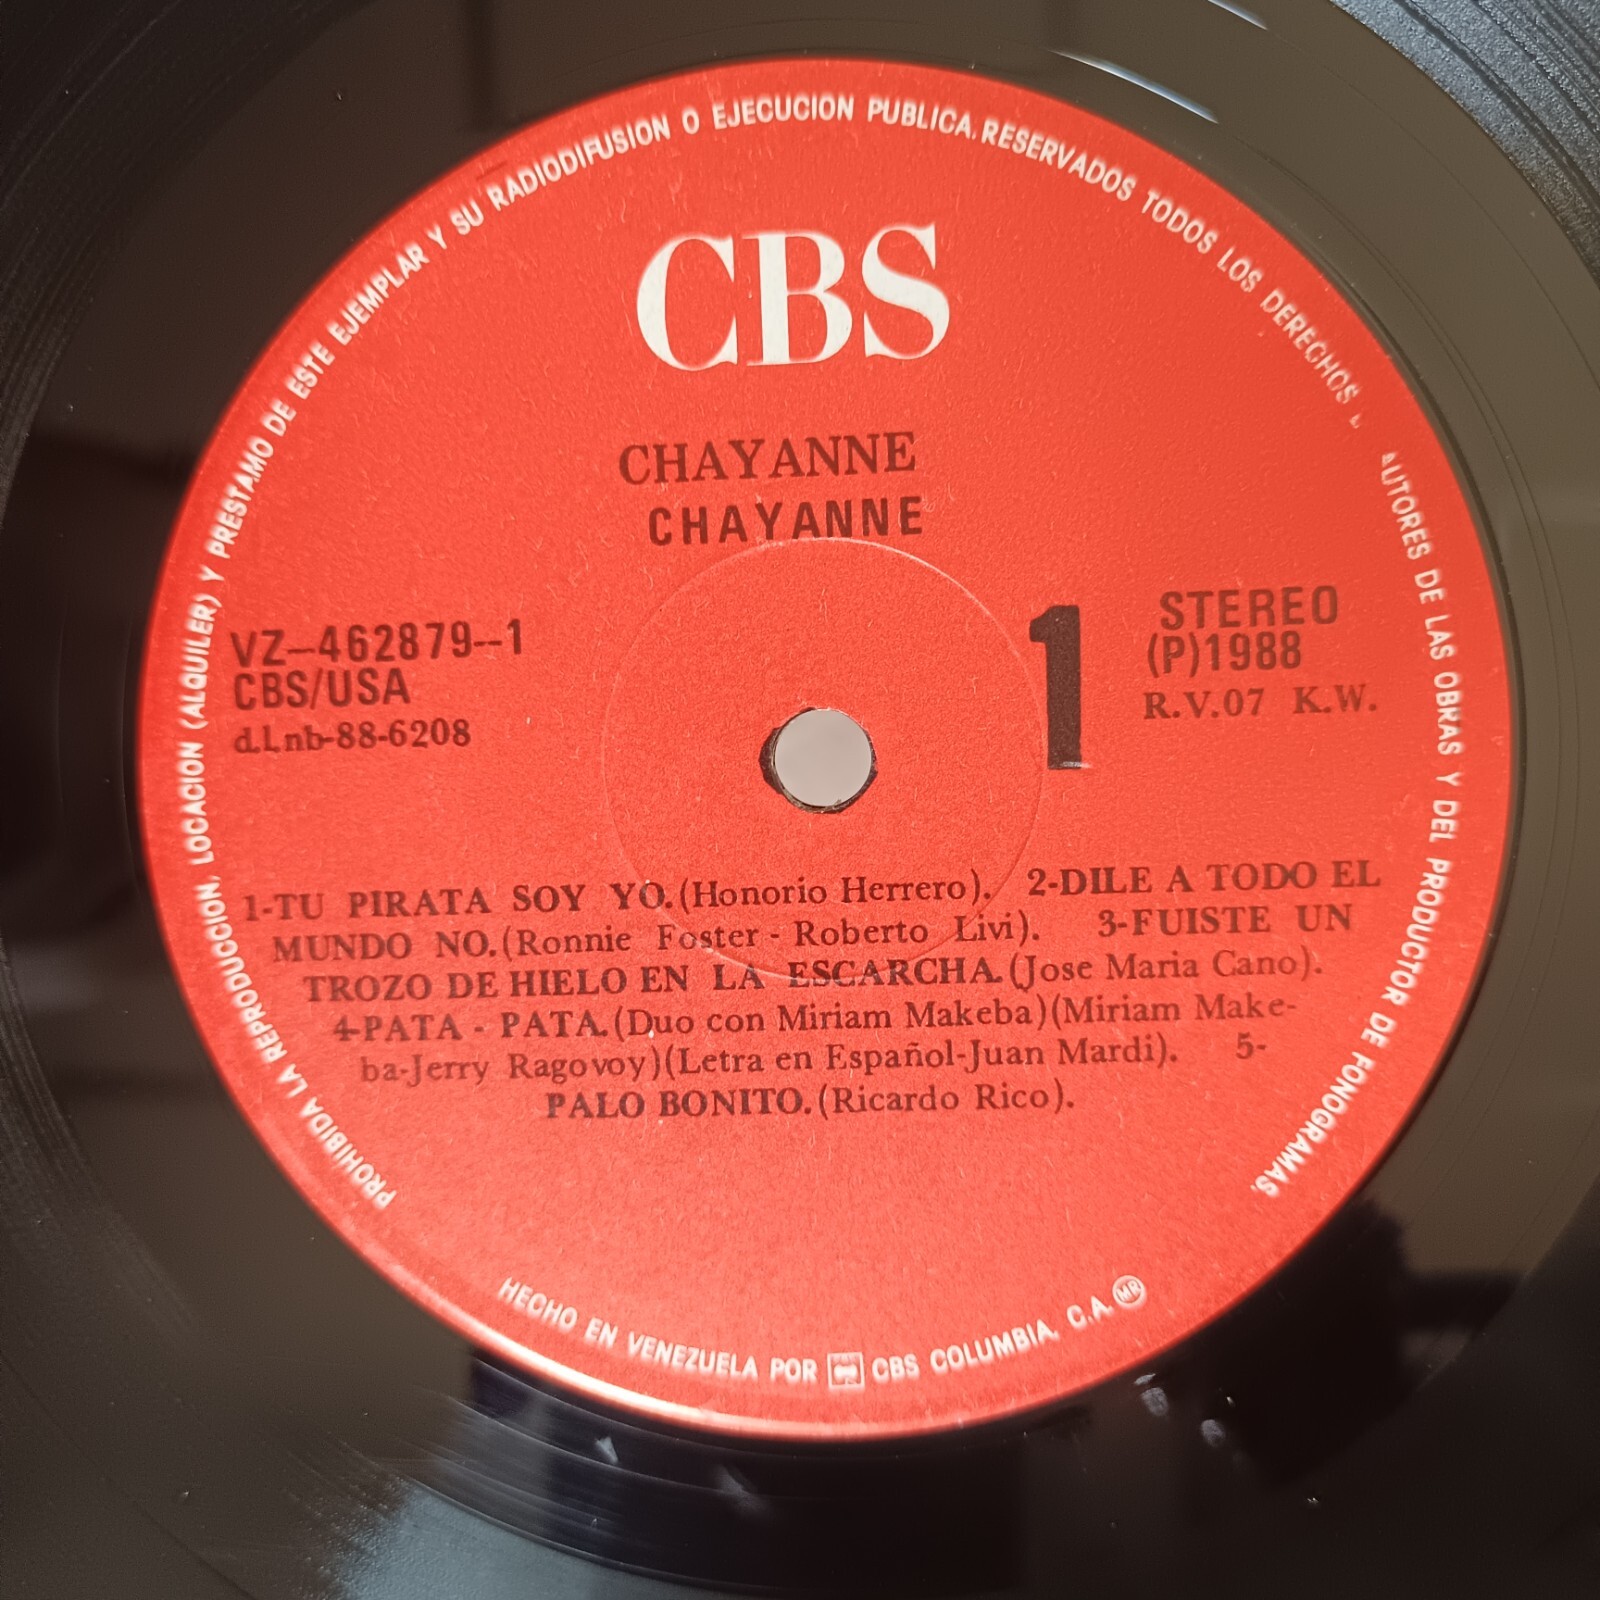 PROHIBIDA LA REPRODUCCION, LOCACION (ALQUILER) Y PRESTAMO DE ESTE EJEMPLAR Y SU RADIODIFUSION O EJECUCION PUBLICA. RESERVADOS TODOS LOS DERECHOS AUTORES DE LAS OBRAS Y DEL PRODUCTOR DE FONOGRAMAS.
CBS
CHAYANNE
CHAYANNE
VZ-462879--1
CBS/USA
d.l.nb-88-6208
1
STEREO
(P)1988
R.V.07 K.W.
1-TU PIRATA SOY YO.(Honorio Herrero). 2-DILE A TODO EL
MUNDO NO.(Ronnie Foster - Roberto Livi). 3-FUISTE UN
TROZO DE HIELO EN LA ESCARCHA.(Jose Maria Cano).
4-PATA - PATA.(Duo con Miriam Makeba)(Miriam Make-
ba-Jerry Ragovoy)(Letra en Español-Juan Mardi). 5-
PALO BONITO.(Ricardo Rico).
HECHO EN VENEZUELA POR CBS COLUMBIA, C.A. MR